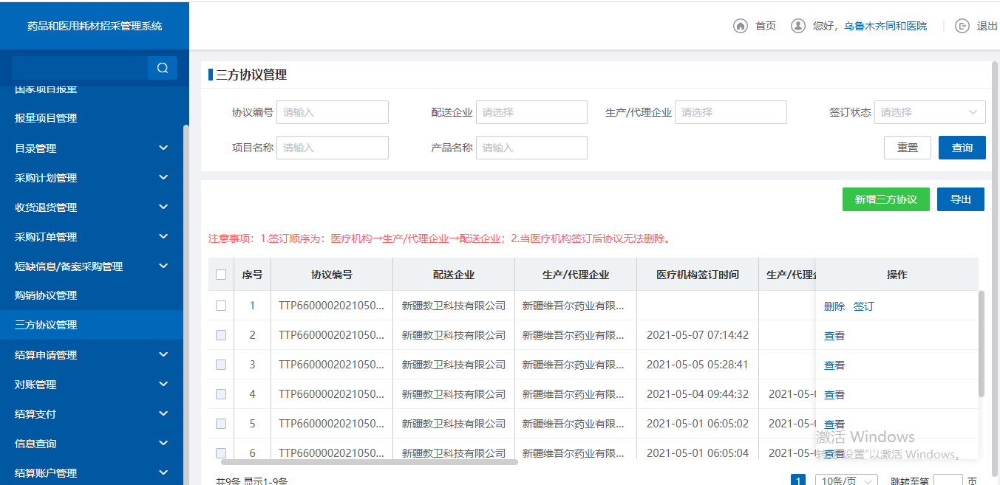 药品和医用耗材招采管理系统
首页 您好，乌鲁木齐同和医院 退出
国家项目报量
报量项目管理
目录管理
采购计划管理
收货退货管理
采购订单管理
短缺信息/备案采购管理
购销协议管理
三方协议管理
结算申请管理
对账管理
结算支付
信息查询
结算账户管理
三方协议管理
协议编号 请输入 配送企业 请选择 生产/代理企业 请选择 签订状态 请选择
项目名称 请输入 产品名称 请输入 重置 查询
新增三方协议 导出
注意事项：1.签订顺序为：医疗机构→生产/代理企业→配送企业；2.当医疗机构签订后协议无法删除。
序号 协议编号 配送企业 生产/代理企业 医疗机构签订时间 生产/代理企 操作
1 TTP6600002021050... 新疆教卫科技有限公司 新疆维吾尔药业有限... 删除 签订
2 TTP6600002021050... 新疆教卫科技有限公司 新疆维吾尔药业有限... 2021-05-07 07:14:42 查看
3 TTP6600002021050... 新疆教卫科技有限公司 新疆维吾尔药业有限... 2021-05-05 05:28:41 查看
4 TTP6600002021050... 新疆教卫科技有限公司 新疆维吾尔药业有限... 2021-05-04 09:44:32 2021-05-0 查看
5 TTP6600002021050... 新疆教卫科技有限公司 新疆维吾尔药业有限... 2021-05-01 06:05:02 2021-05-0 查看
6 TTP6600002021050... 新疆教卫科技有限公司 新疆维吾尔药业有限... 2021-05-01 06:05:04 2021-05-0 查看
激活 Windows
转到"设置"以激活 Windows。
共9条 显示1-9条 1 10条/页 跳转至第 页